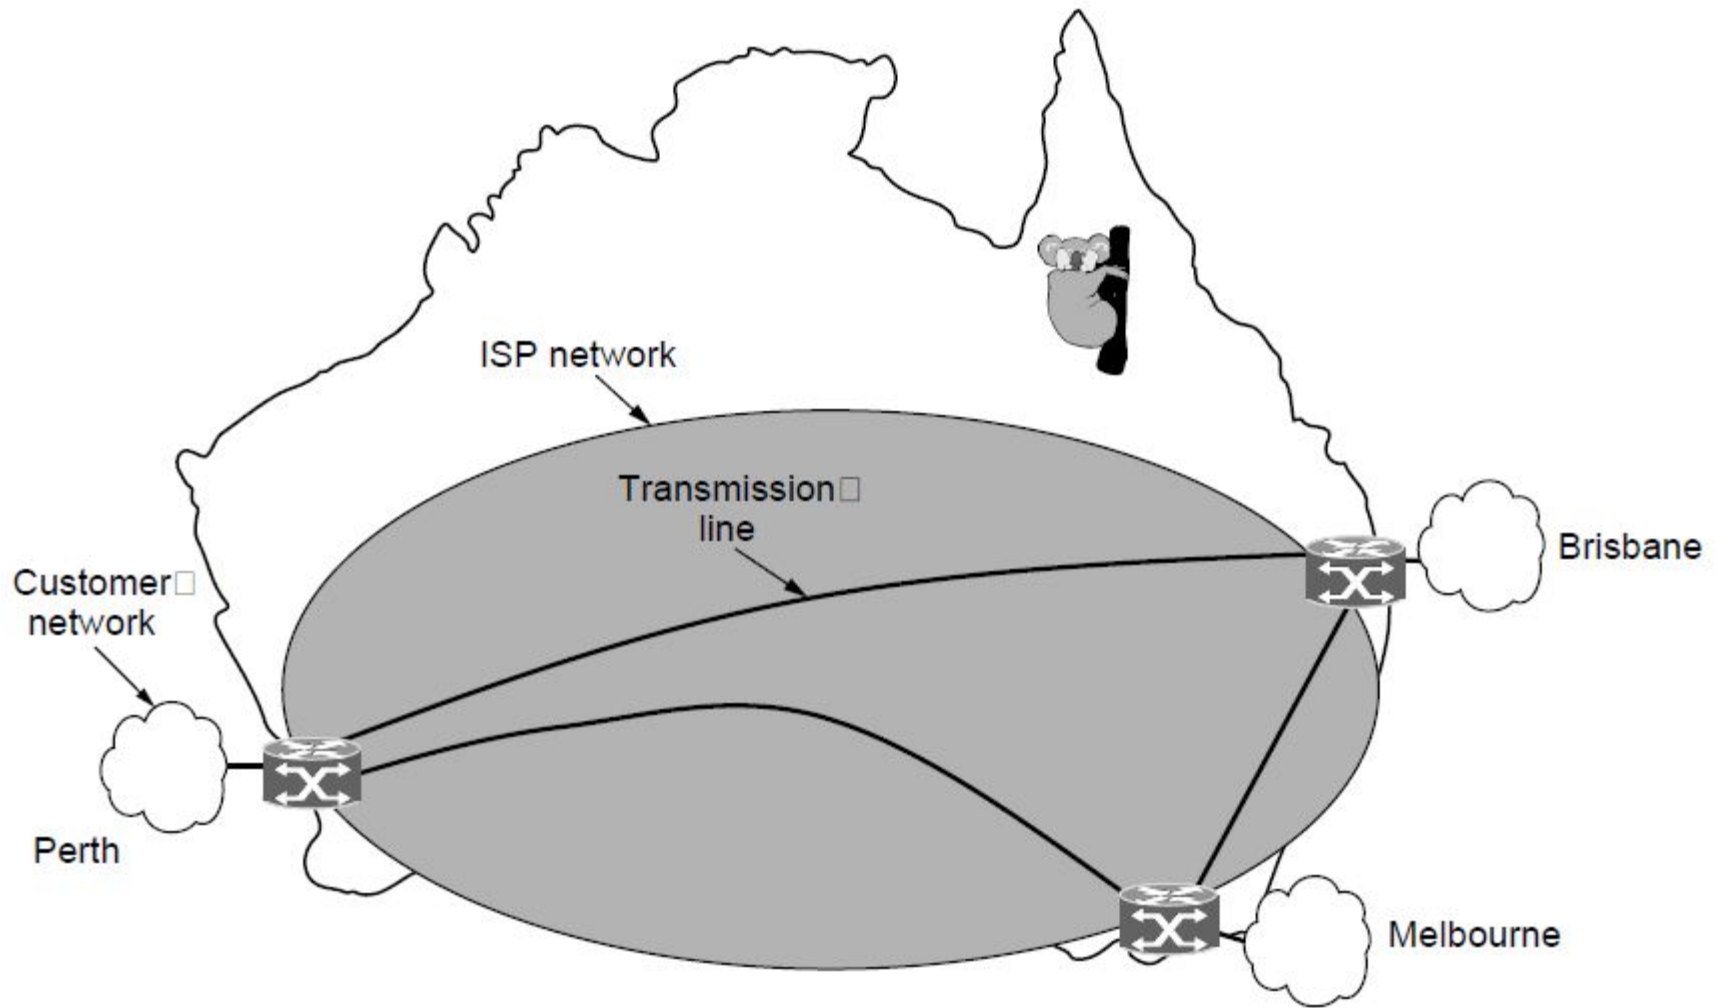 ISP network
Transmission□
line
Customer□
network
Brisbane
Perth
Melbourne